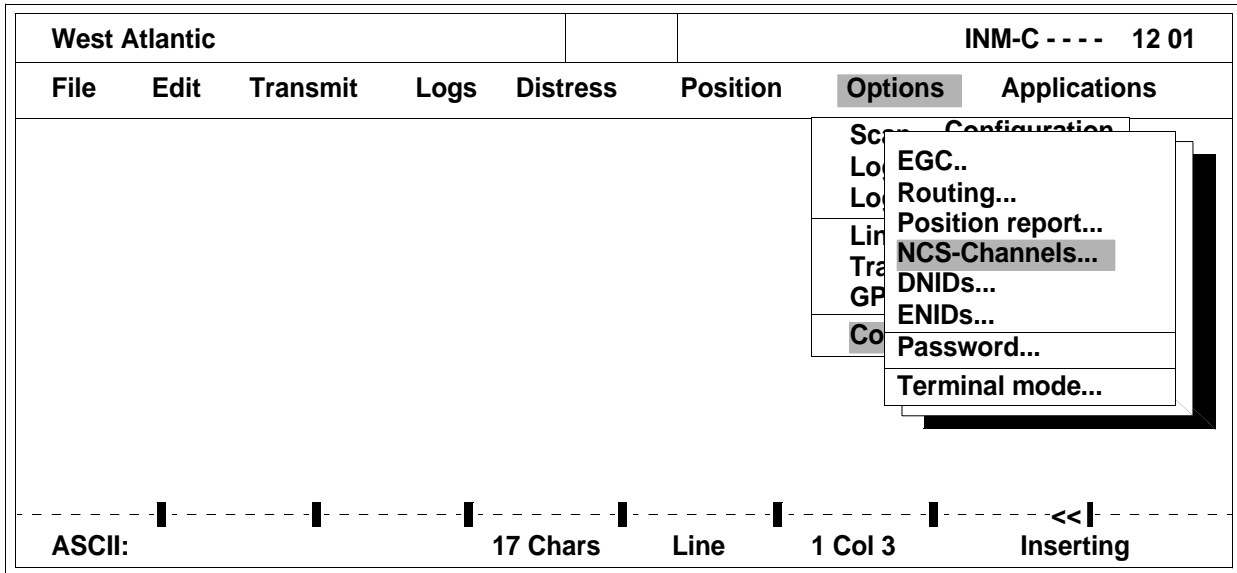 West Atlantic INM-C - - - - 12 01
File Edit Transmit Logs Distress Position Options Applications
Configuration
EGC..
Routing...
Position report...
NCS-Channels...
DNIDs...
ENIDs...
Password...
Terminal mode...
<<
ASCII: 17 Chars Line 1 Col 3 Inserting